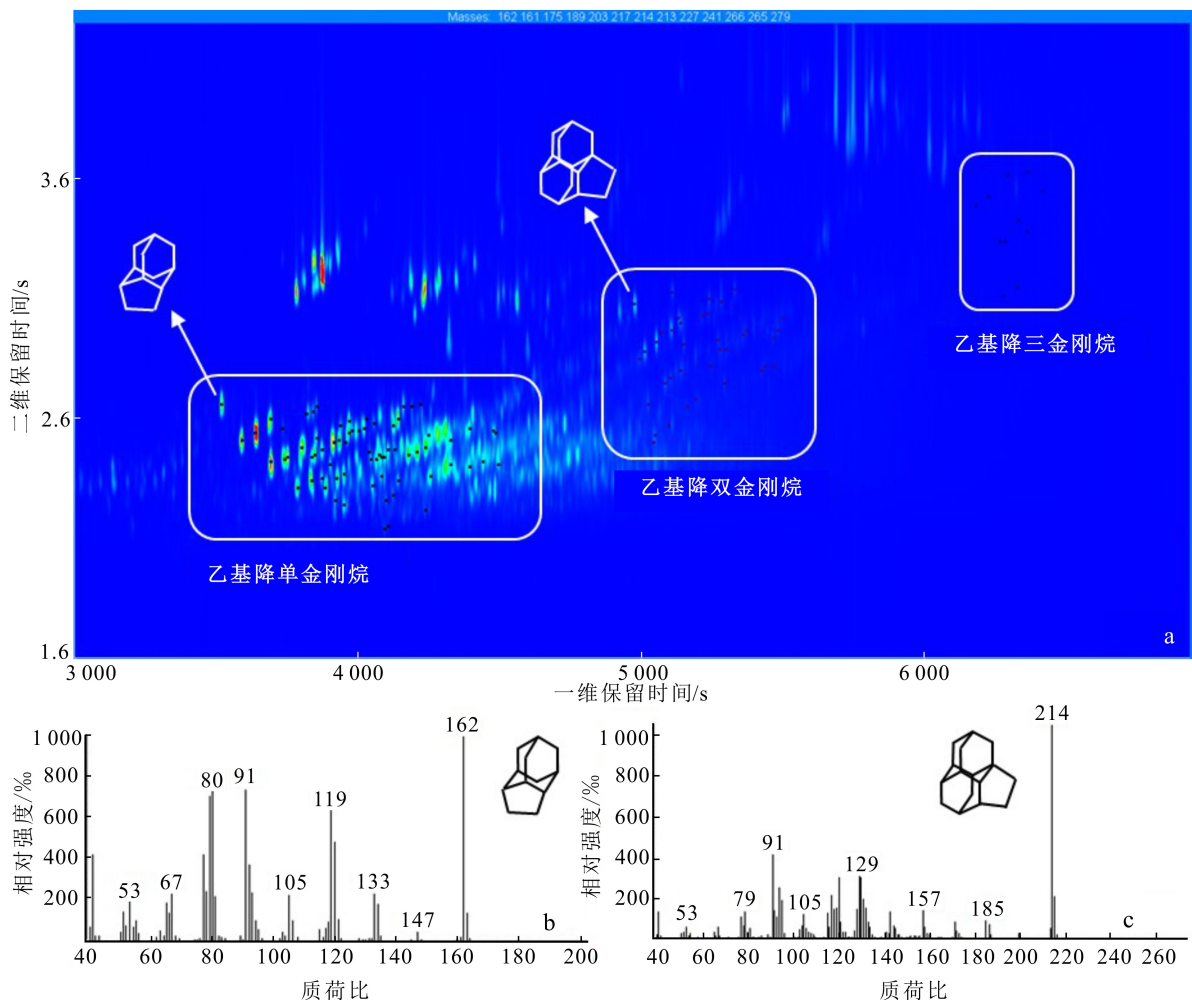 Masses: 162 161 175 189 203 217 214 213 227 241 266 265 279
3.6
2.6
1.6
二维保留时间/s
乙基降三金刚烷
乙基降双金刚烷
乙基降单金刚烷
a
3 000 4 000 5 000 6 000
一维保留时间/s
1 000
800
600
400
200
相对强度/‰
53 67 80 91 105 119 133 147 162
b
40 60 80 100 120 140 160 180 200
质荷比
1 000
800
600
400
200
相对强度/‰
53 79 91 105 129 157 185 214
c
40 60 80 100 120 140 160 180 200 220 240 260
质荷比